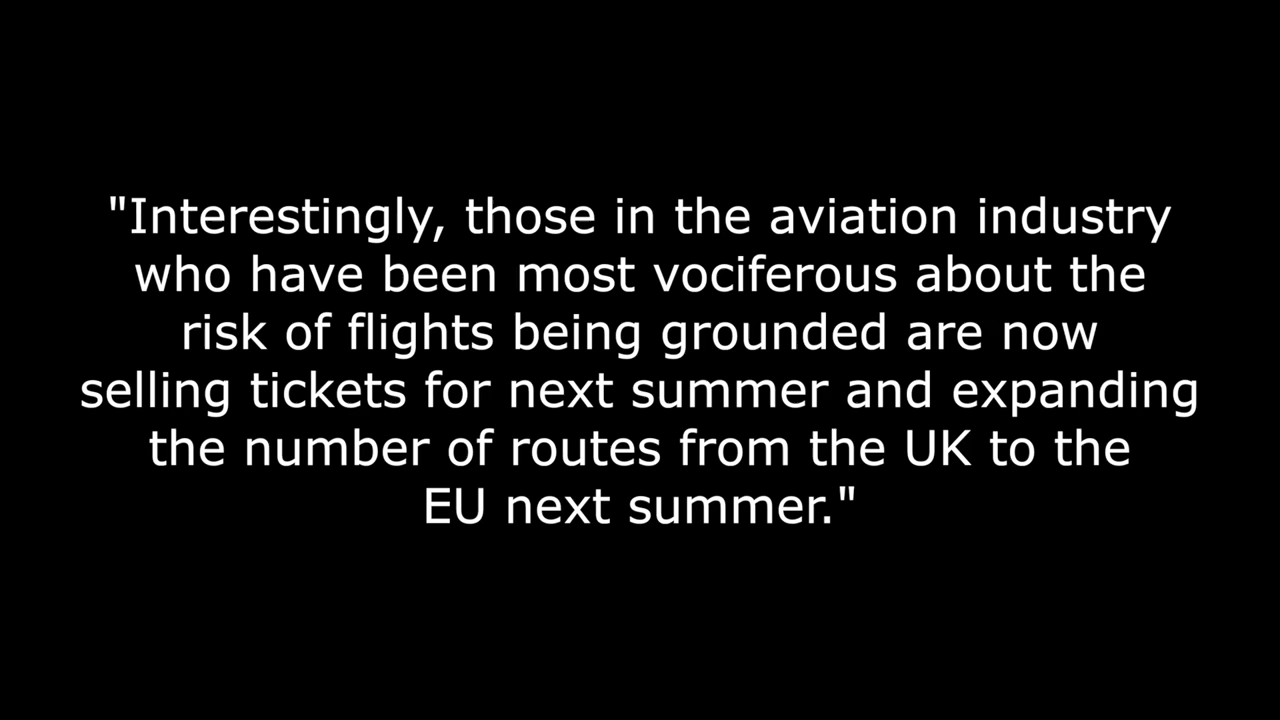 "Interestingly, those in the aviation industry
who have been most vociferous about the
risk of flights being grounded are now
selling tickets for next summer and expanding
the number of routes from the UK to the
EU next summer."